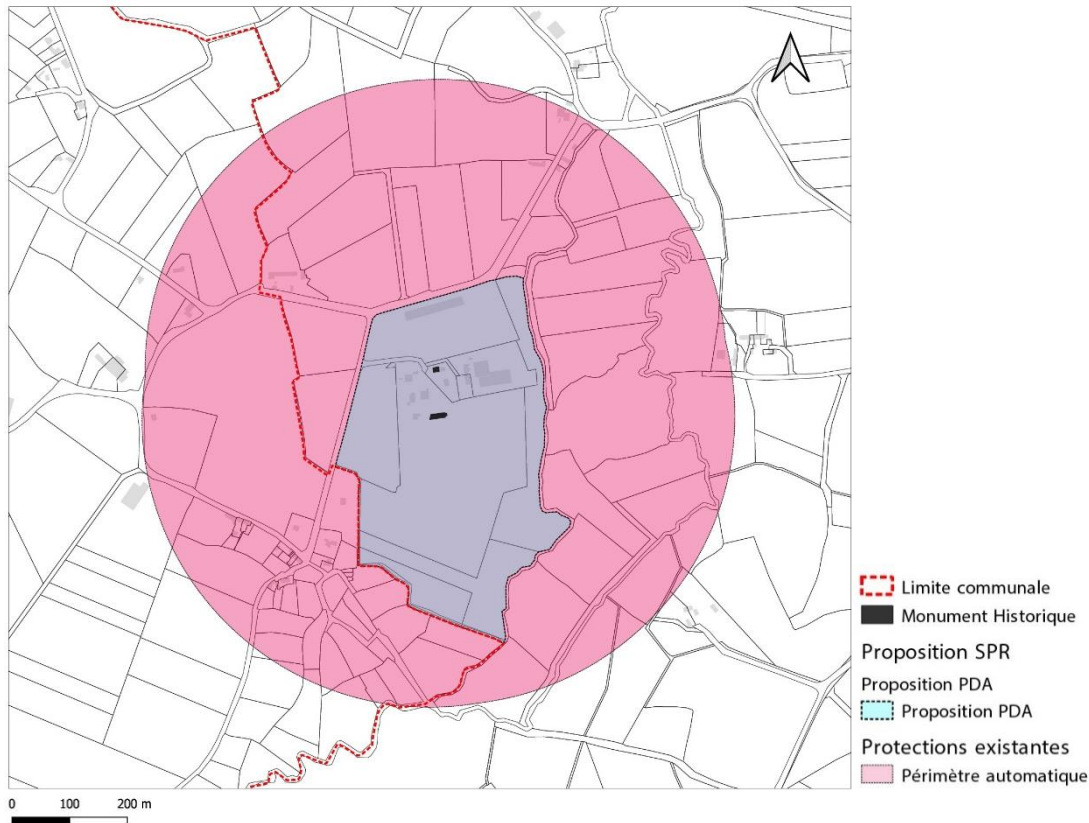 Limite communale
Monument Historique
Proposition SPR
Proposition PDA
Proposition PDA
Protections existantes
Périmètre automatique
0 100 200 m